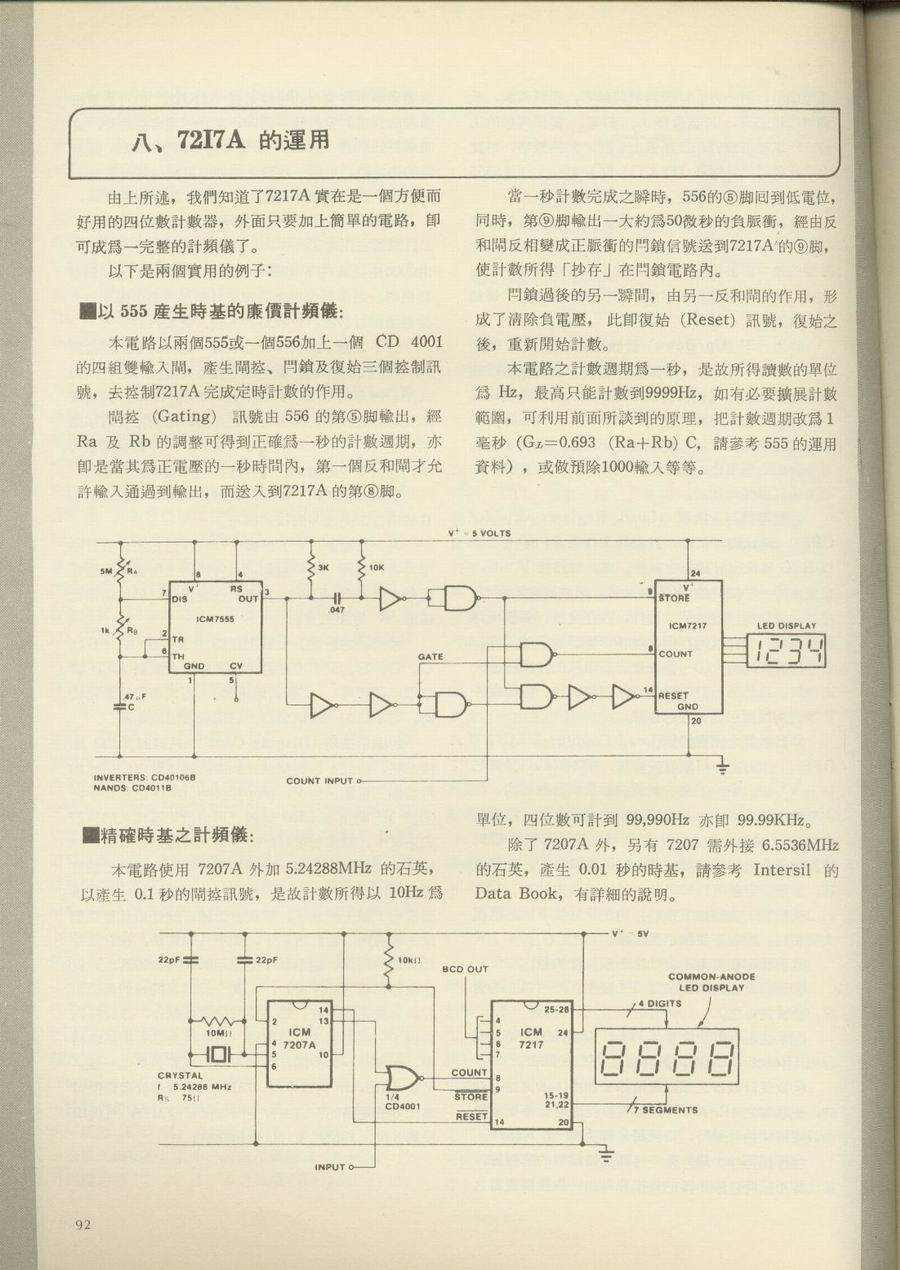 八、7217A 的運用
由上所述，我們知道了7217A 實在是一個方便而
好用的四位數計數器，外面只要加上簡單的電路，卽
可成爲一完整的計頻儀了。
以下是兩個實用的例子：
■以 555 產生時基的廉價計頻儀：
本電路以兩個555或一個556加上一個 CD 4001
的四組雙輸入閘，產生閘控、閂鎖及復始三個控制訊
號，去控制7217A 完成定時計數的作用。
閘控（Gating） 訊號由 556 的第⑤脚輸出，經
Ra 及 Rb 的調整可得到正確爲一秒的計數週期，亦
卽是當其爲正電壓的一秒時間內，第一個反和閘才允
許輸入通過到輸出，而送入到7217A 的第⑧脚。
當一秒計數完成之瞬時，556的⑤脚回到低電位，
同時，第⑨脚輸出一大約爲50微秒的負脈衝，經由反
和閘反相變成正脈衝的閂鎖信號送到7217A 的⑨脚，
使計數所得「抄存」在閂鎖電路內。
閂鎖過後的另一瞬間，由另一反和閘的作用，形
成了清除負電壓， 此卽復始（Reset） 訊號，復始之
後，重新開始計數。
本電路之計數週期爲一秒，是故所得讀數的單位
爲 Hz，最高只能計數到9999Hz，如有必要擴展計數
範圍，可利用前面所談到的原理，把計數週期改爲 1
毫秒（GL=0.693 （Ra+Rb）C，請參考 555 的運用
資料），或做預除1000輸入等等。
V+ = 5 VOLTS
5M RA
1k RB
.47μF
C
7 DIS
8 V+
4 RS
OUT 3
ICM7555
2 TR
6 TH
GND 1
CV 5
3K
10K
.047
GATE
9 STORE
24 V+
ICM7217
8 COUNT
14 RESET
GND 20
LED DISPLAY
1234
INVERTERS: CD40106B
NANDS: CD4011B
COUNT INPUT
■精確時基之計頻儀：
本電路使用 7207A 外加 5.24288MHz 的石英，
以產生 0.1 秒的閘控訊號，是故計數所得以 10Hz 爲
單位，四位數可計到 99,990Hz 亦卽 99.99KHz。
除了 7207A 外，另有 7207 需外接 6.5536MHz
的石英，產生 0.01 秒的時基，請參考 Intersil 的
Data Book，有詳細的說明。
V+ = 5V
22pF
22pF
10kΩ
BCD OUT
COMMON-ANODE
LED DISPLAY
4 DIGITS
10MΩ
2
4
5
6
14
13
10
ICM
7207A
4
5
6
7
ICM
7217
25-28
24
8888
CRYSTAL
f 5.24288 MHz
RS 75Ω
1/4
CD4001
COUNT 8
STORE 9
RESET 14
15-19
21,22
20
7 SEGMENTS
INPUT
92